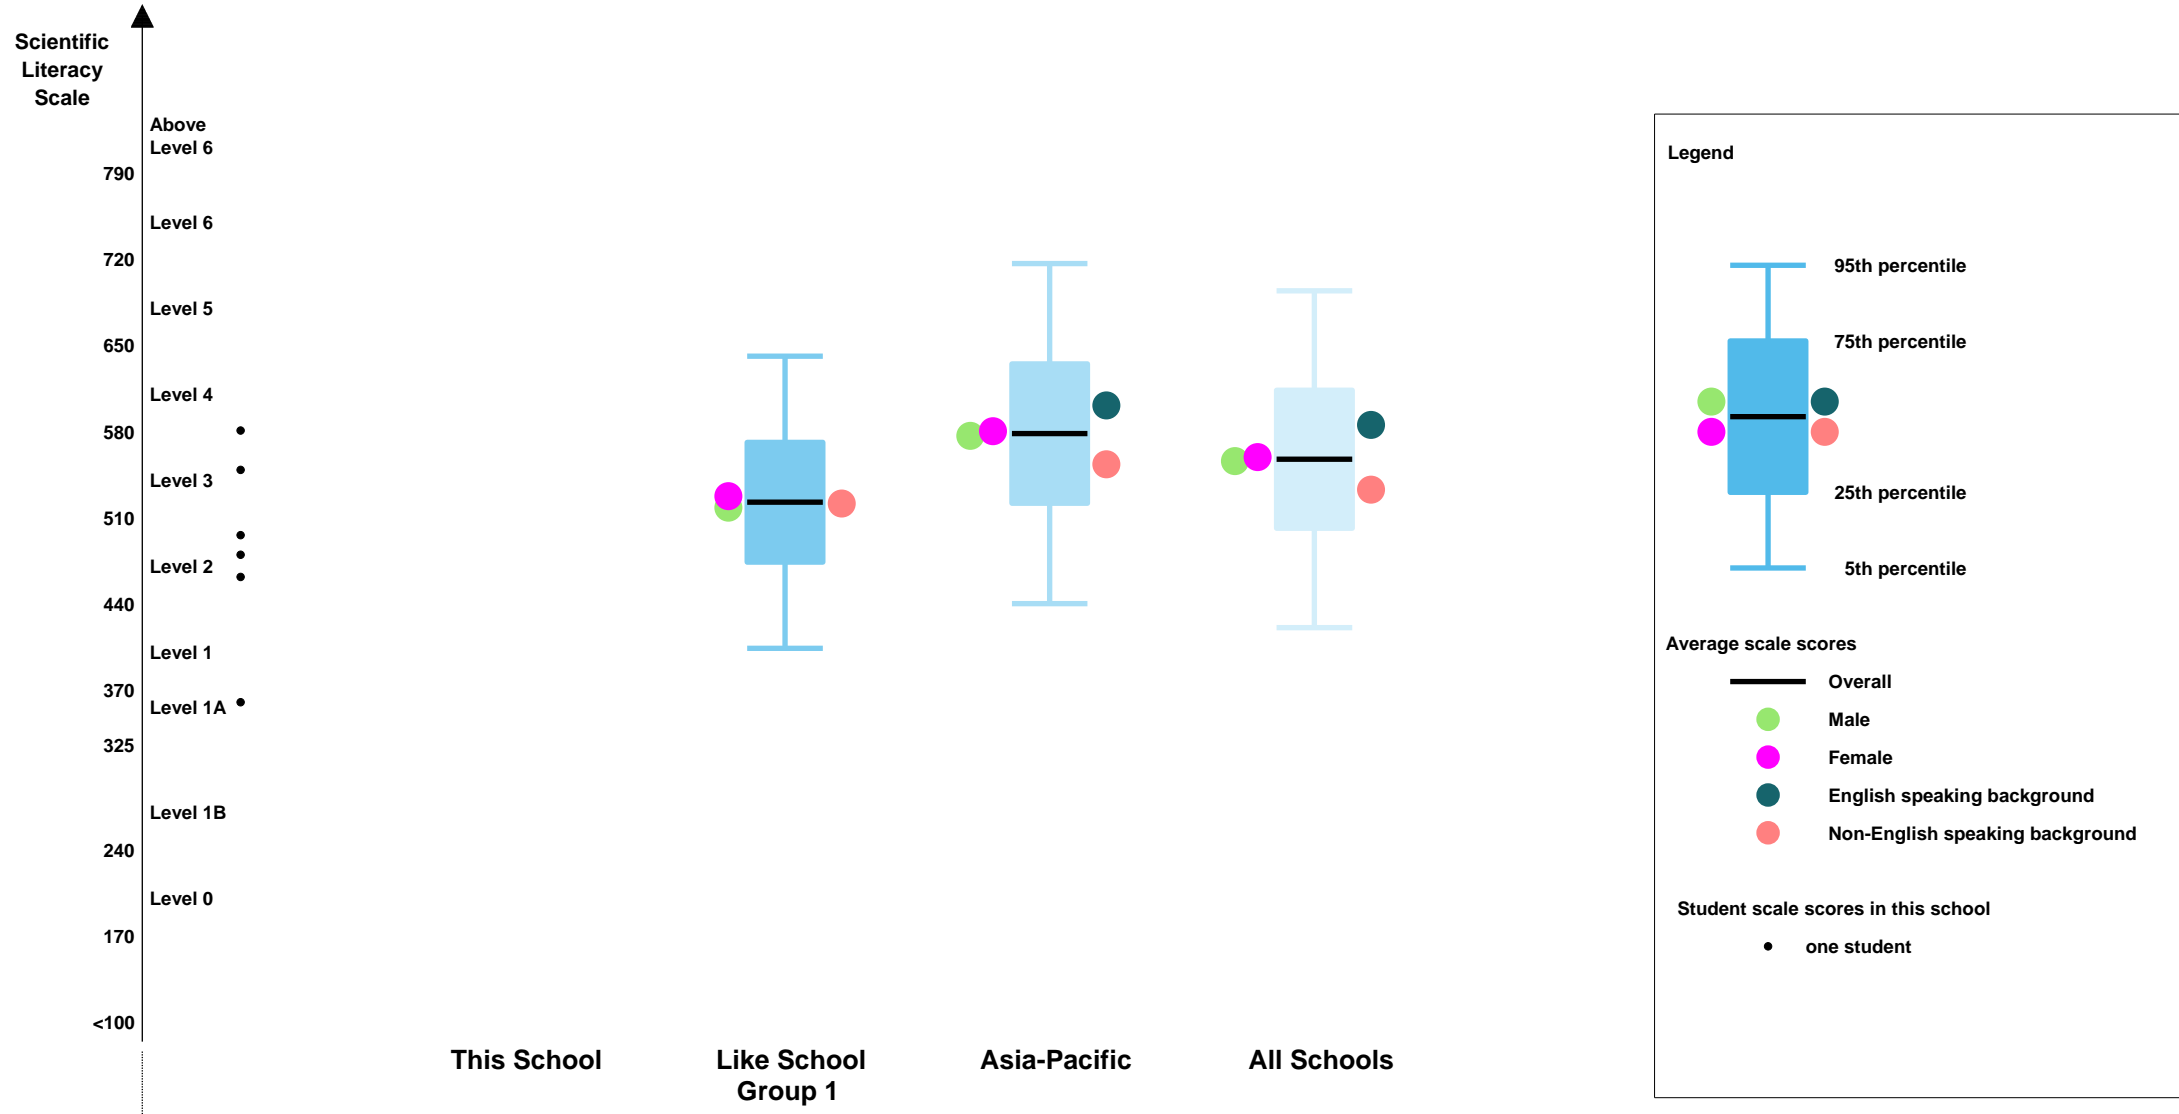 Scientific
Literacy
Scale
Above
Level 6
790
Level 6
720
Level 5
650
Level 4
580
Level 3
510
Level 2
440
Level 1
370
Level 1A
325
Level 1B
240
Level 0
170
<100
This School
Like School
Group 1
Asia-Pacific
All Schools
Legend
95th percentile
75th percentile
25th percentile
5th percentile
Average scale scores
Overall
Male
Female
English speaking background
Non-English speaking background
Student scale scores in this school
one student